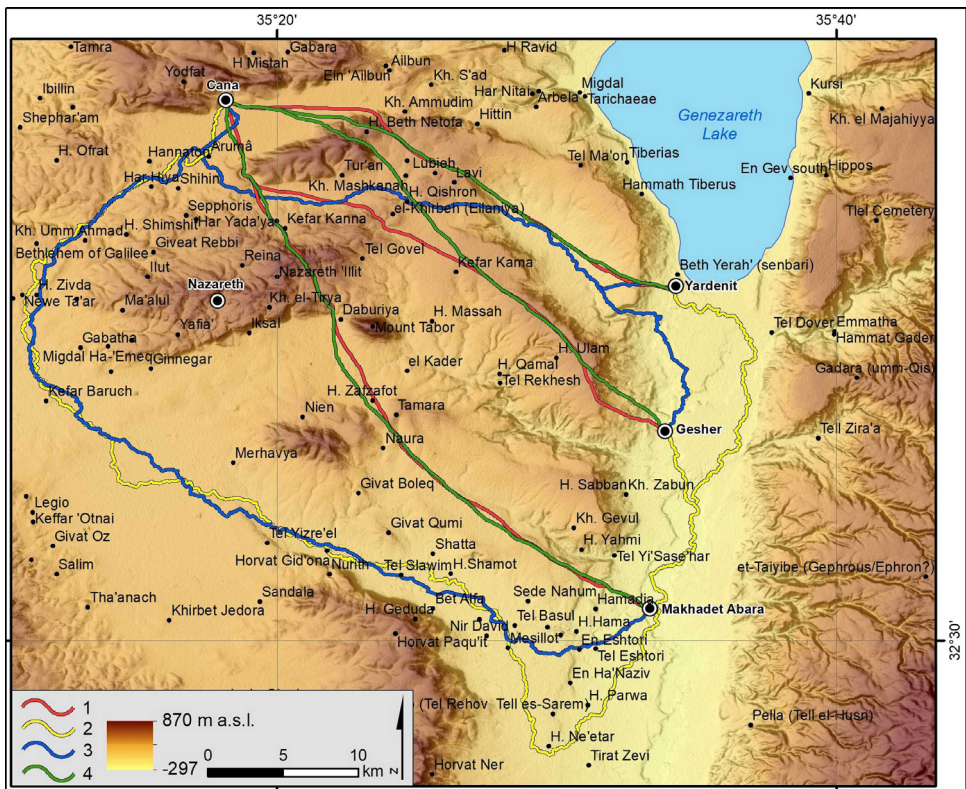 35°20'
35°40'
Tamra
Gabara
H Mistah
H Ravid
Ailbun
Ein 'Ailbun
Yodfat
Cana
Kh. S'ad
Har Nitai
Migdal
Kursi
Ibillin
Arbela
Tarichaeae
Kh. Ammudim
Hittin
Genezareth
Lake
Kh. el Majahiyya
Shephar'am
H. Beth Netofa
Arumâ
H. Ofrat
Hannaton
Tur'an
Lubieh
Lavi
Tel Ma'on
Tiberias
En Gev south
Hippos
Har Hiya
Shihin
Kh. Mashkanah
H. Qishron
Hammath Tiberus
Sepphoris
el-Khirbeh (Eilaniya)
Tlel Cemetery
H. Shimshit
Har Yada'ya
Kefar Kanna
Kh. Umm Ahmad
Giveat Rebbi
Tel Govel
Bethlehem of Galilee
Reina
Ilut
Nazareth 'Illit
Kefar Kama
Beth Yerah' (senbari)
H. Zivda
Nazareth
Yardenit
Newe Ta'ar
Ma'alul
Kh. el-Tirya
Daburiya
H. Massah
Yafia'
Iksal
Mount Tabor
Tel Dover
Emmatha
Hammat Gader
Gabatha
Migdal Ha-'Emeq
Ginnegar
el Kader
H. Ulam
H. Qamai
Tel Rekhesh
Gadara (umm-Qis)
Kefar Baruch
H. Zafzafot
Nien
Tamara
Gesher
Tell Zira'a
Naura
Merhavya
Givat Boleq
H. Sabban
Kh. Zabun
Legio
Keffar 'Otnai
Givat Oz
Givat Qumi
Kh. Gevul
Tel Yizre'el
Shatta
H. Yahmi
Tel Yi'Sase'har
Salim
Horvat Gid'ona
Nurith
Tel Slawim
H.Shamot
et-Taiyibe (Gephrous/Ephron?)
Tha'anach
Sandala
Bet Alfa
Sede Nahum
Hamadia
Makhadet Abara
Khirbet Jedora
H. Geduda
Nir David
Tel Basul
H.Hama
Horvat Paqu'it
Mesillot
En Eshtori
32°30'
Tel Eshtori
En Ha'Naziv
(Tel Rehov
Tell es-Sarem)
H. Parwa
Pella (Tell el-Husn)
H. Ne'etar
Horvat Ner
Tirat Zevi
1
2
3
4
870 m a.s.l.
-297
0
5
10
km
N